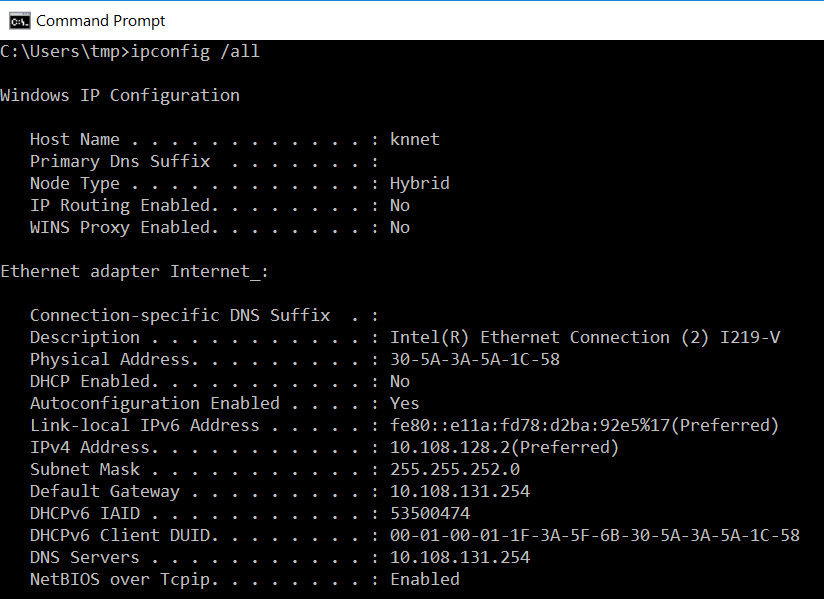 Command Prompt
C:\Users\tmp>ipconfig /all
Windows IP Configuration
Host Name . . . . . . . . . . . . : knnet
Primary Dns Suffix  . . . . . . . :
Node Type . . . . . . . . . . . . : Hybrid
IP Routing Enabled. . . . . . . . : No
WINS Proxy Enabled. . . . . . . . : No
Ethernet adapter Internet_:
Connection-specific DNS Suffix  . :
Description . . . . . . . . . . . : Intel(R) Ethernet Connection (2) I219-V
Physical Address. . . . . . . . . : 30-5A-3A-5A-1C-58
DHCP Enabled. . . . . . . . . . . : No
Autoconfiguration Enabled . . . . : Yes
Link-local IPv6 Address . . . . . : fe80::e11a:fd78:d2ba:92e5%17(Preferred)
IPv4 Address. . . . . . . . . . . : 10.108.128.2(Preferred)
Subnet Mask . . . . . . . . . . . : 255.255.252.0
Default Gateway . . . . . . . . . : 10.108.131.254
DHCPv6 IAID . . . . . . . . . . . : 53500474
DHCPv6 Client DUID. . . . . . . . : 00-01-00-01-1F-3A-5F-6B-30-5A-3A-5A-1C-58
DNS Servers . . . . . . . . . . . : 10.108.131.254
NetBIOS over Tcpip. . . . . . . . : Enabled